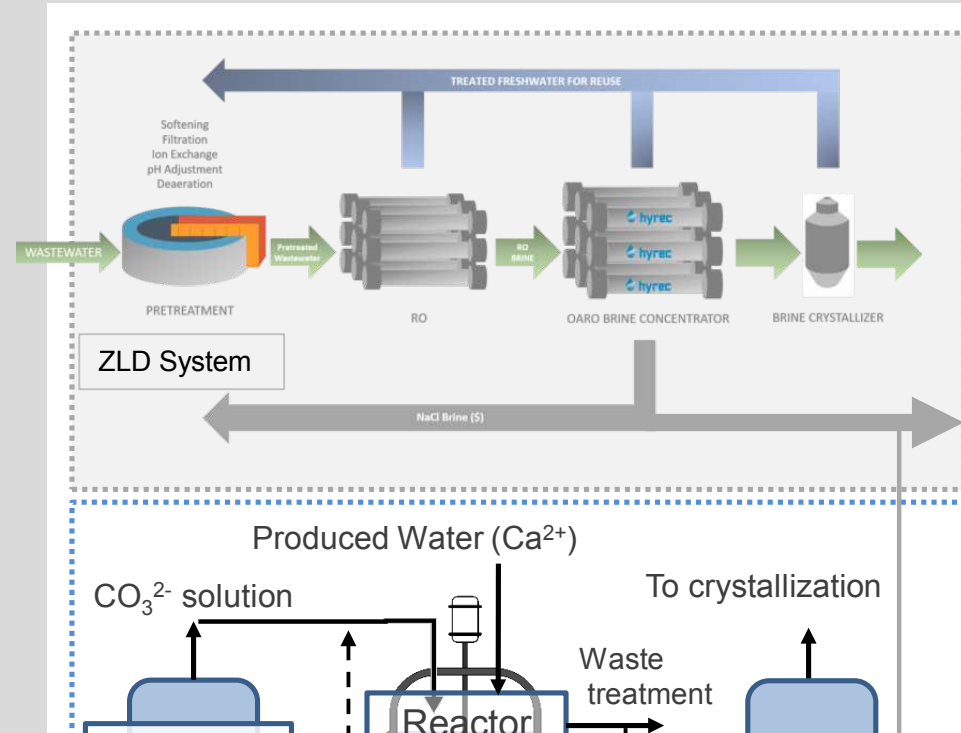 TREATED FRESHWATER FOR REUSE
Softening
Filtration
Ion Exchange
pH Adjustment
Deaeration
WASTEWATER
Pretreated
Wastewater
RO
BRINE
hyrec
hyrec
hyrec
PRETREATMENT
RO
OARO BRINE CONCENTRATOR
BRINE CRYSTALLIZER
ZLD System
NaCl Brine ($)
Produced Water (Ca²⁺)
CO₃²⁻ solution
To crystallization
Waste
treatment
Reactor